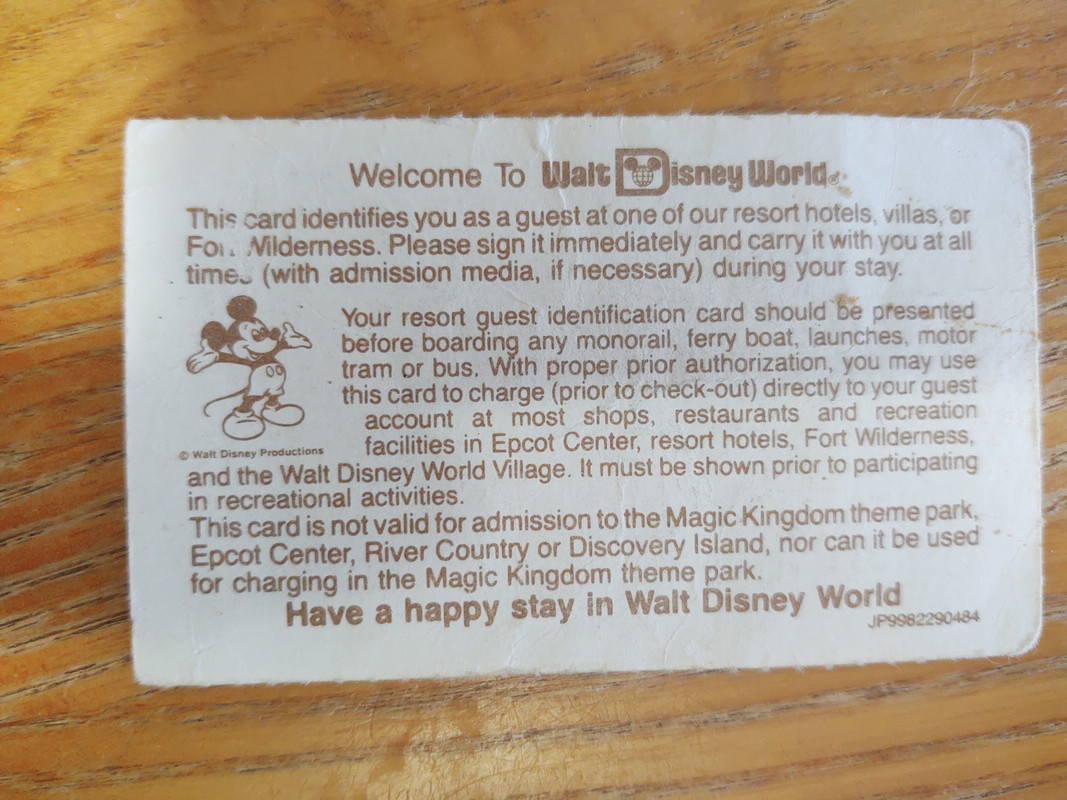 Welcome To Walt Disney World®
This card identifies you as a guest at one of our resort hotels, villas, or
Fort Wilderness. Please sign it immediately and carry it with you at all
times (with admission media, if necessary) during your stay.
Your resort guest identification card should be presented
before boarding any monorail, ferry boat, launches, motor
tram or bus. With proper prior authorization, you may use
this card to charge (prior to check-out) directly to your guest
account at most shops, restaurants and recreation
facilities in Epcot Center, resort hotels, Fort Wilderness,
© Walt Disney Productions
and the Walt Disney World Village. It must be shown prior to participating
in recreational activities.
This card is not valid for admission to the Magic Kingdom theme park,
Epcot Center, River Country or Discovery Island, nor can it be used
for charging in the Magic Kingdom theme park.
Have a happy stay in Walt Disney World
JP9982290484